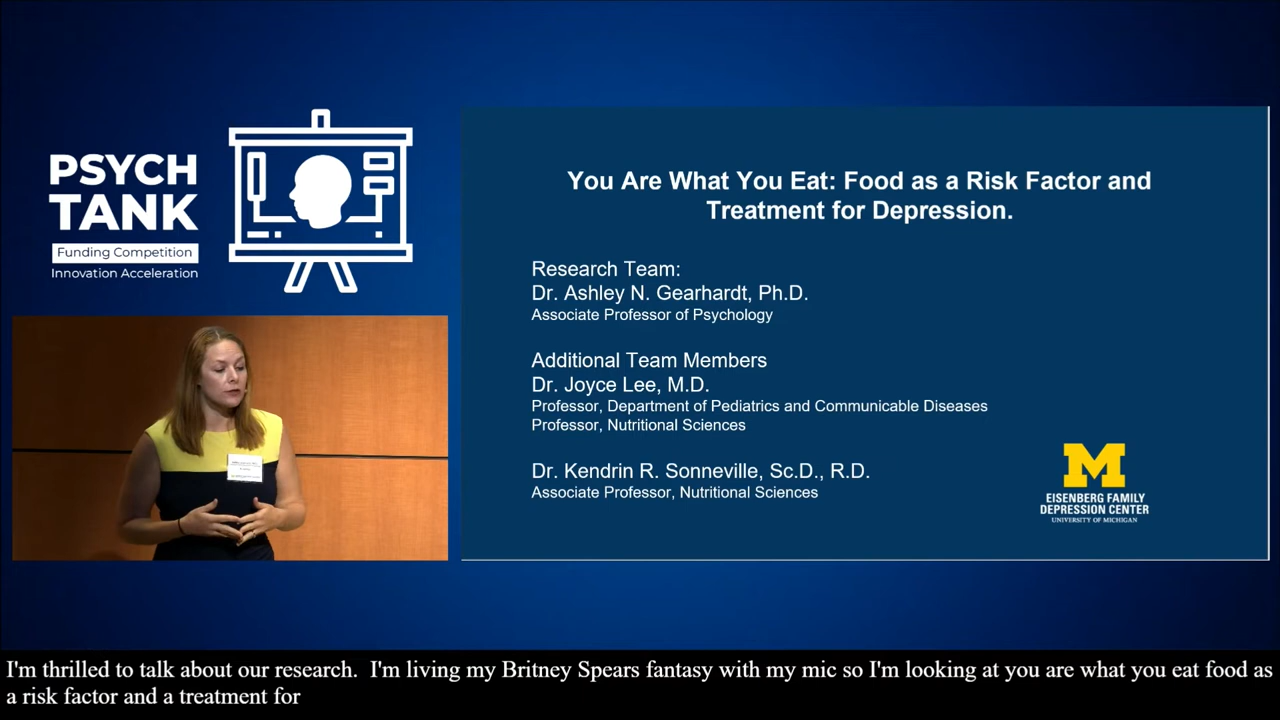 PSYCH
TANK
Funding Competition
Innovation Acceleration
You Are What You Eat: Food as a Risk Factor and
Treatment for Depression.
Research Team:
Dr. Ashley N. Gearhardt, Ph.D.
Associate Professor of Psychology
Additional Team Members
Dr. Joyce Lee, M.D.
Professor, Department of Pediatrics and Communicable Diseases
Professor, Nutritional Sciences
Dr. Kendrin R. Sonneville, Sc.D., R.D.
Associate Professor, Nutritional Sciences
M
EISENBERG FAMILY
DEPRESSION CENTER
UNIVERSITY OF MICHIGAN
I'm thrilled to talk about our research.  I'm living my Britney Spears fantasy with my mic so I'm looking at you are what you eat food as
a risk factor and a treatment for